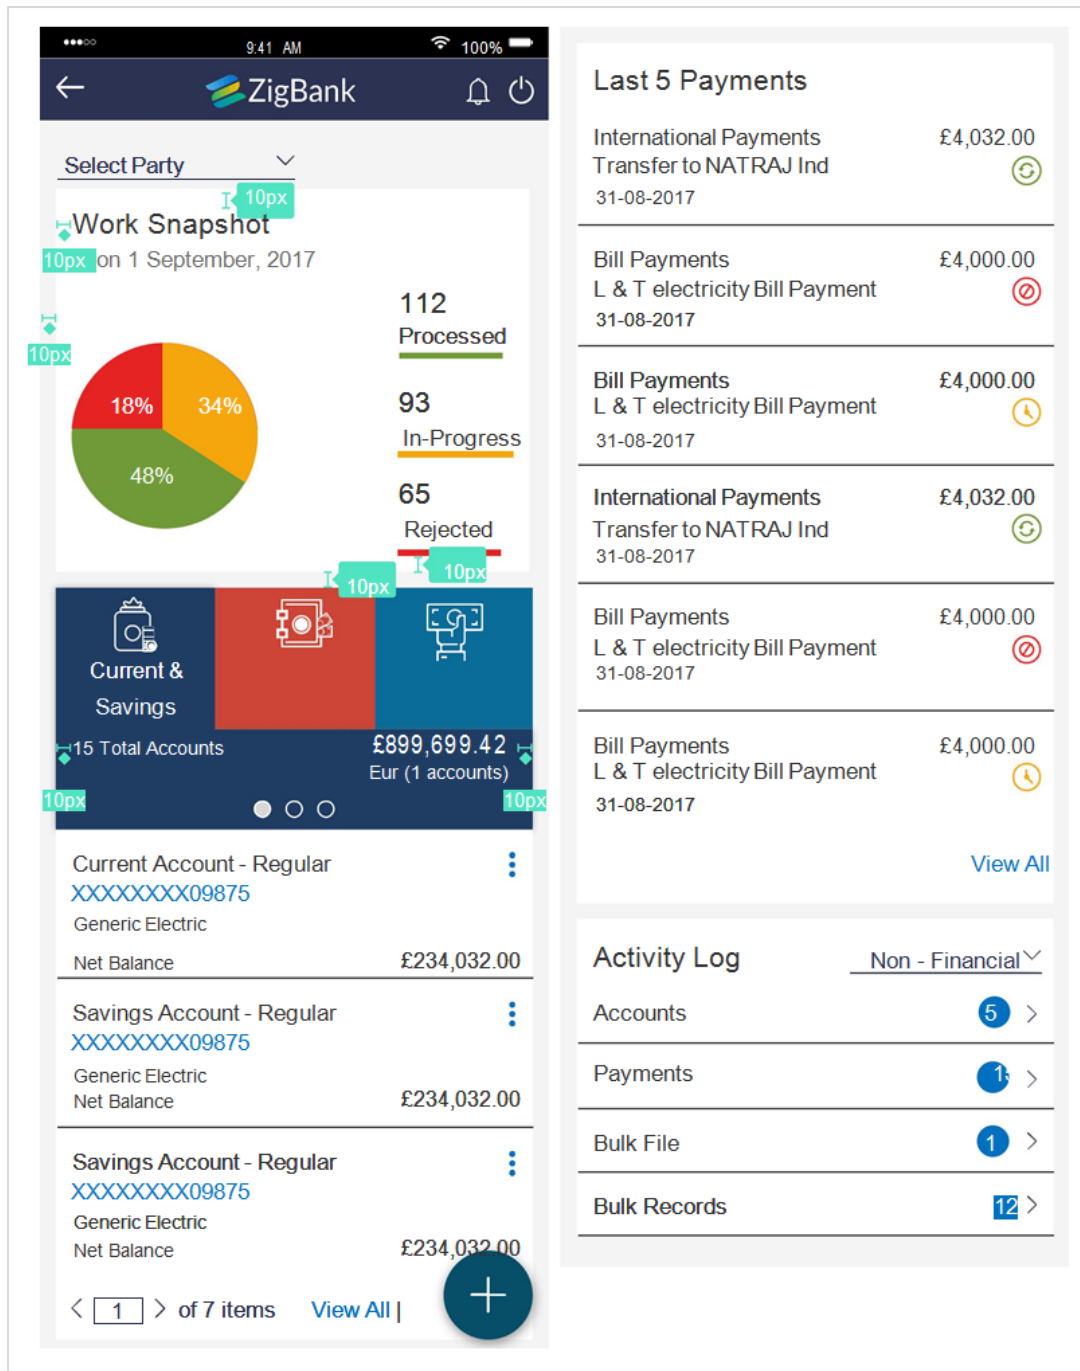 9:41 AM
100%
ZigBank
Select Party
10px
Work Snapshot
10px
on 1 September, 2017
112
Processed
10px
18%
34%
48%
93
In-Progress
65
Rejected
10px
10px
Current &
Savings
15 Total Accounts
£899,699.42
Eur (1 accounts)
10px
10px
Current Account - Regular
XXXXXXXX09875
Generic Electric
Net Balance
£234,032.00
Savings Account - Regular
XXXXXXXX09875
Generic Electric
Net Balance
£234,032.00
Savings Account - Regular
XXXXXXXX09875
Generic Electric
Net Balance
£234,032.00
< 1 > of 7 items View All |
Last 5 Payments
International Payments £4,032.00
Transfer to NATRAJ Ind
31-08-2017
Bill Payments £4,000.00
L & T electricity Bill Payment
31-08-2017
Bill Payments £4,000.00
L & T electricity Bill Payment
31-08-2017
International Payments £4,032.00
Transfer to NATRAJ Ind
31-08-2017
Bill Payments £4,000.00
L & T electricity Bill Payment
31-08-2017
Bill Payments £4,000.00
L & T electricity Bill Payment
31-08-2017
View All
Activity Log
Non - Financial
Accounts 5
Payments
Bulk File 1
Bulk Records 12